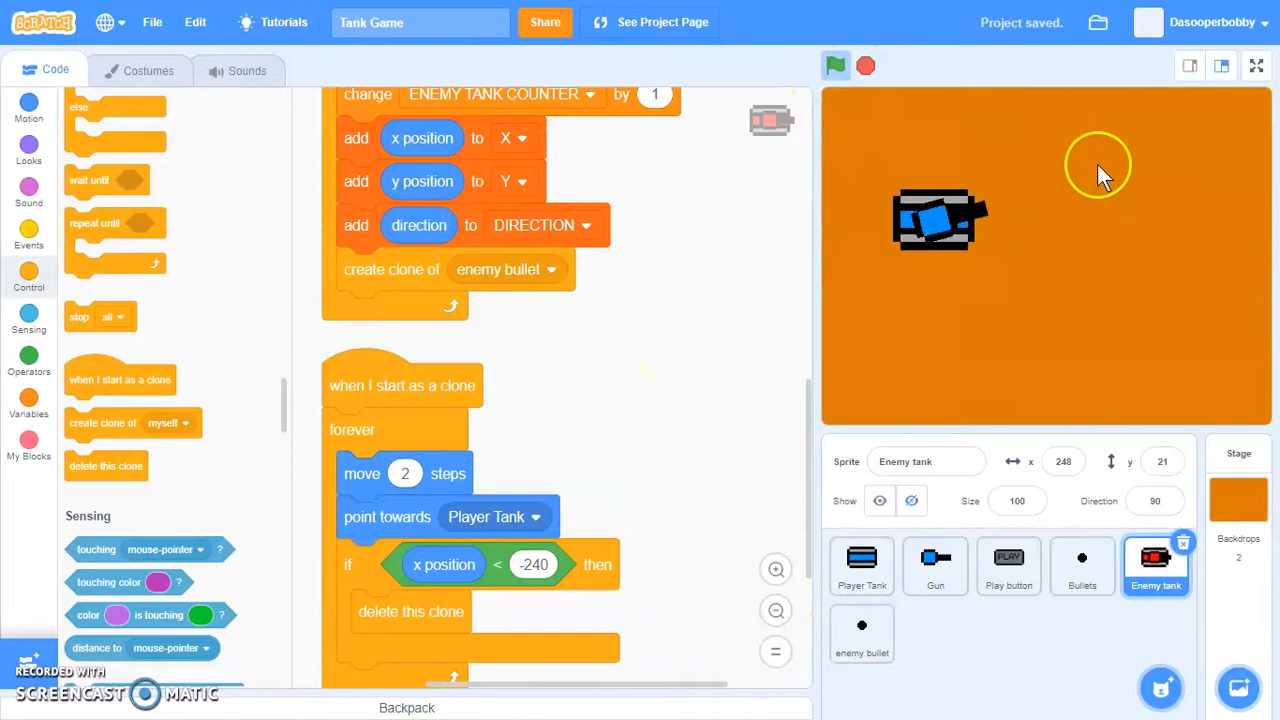 SCRATCH File Edit Tutorials Tank Game Share See Project Page Project saved. Dasooperbobby
Code Costumes Sounds
Motion
Looks
Sound
Events
Control
Sensing
Operators
Variables
My Blocks
else
wait until
repeat until
stop all
when I start as a clone
create clone of myself
delete this clone
Sensing
touching mouse-pointer ?
touching color ?
color is touching ?
distance to mouse-pointer
change ENEMY TANK COUNTER by 1
add x position to X
add y position to Y
add direction to DIRECTION
create clone of enemy bullet
when I start as a clone
forever
move 2 steps
point towards Player Tank
if x position < -240 then
delete this clone
Backpack
Sprite Enemy tank x 248 y 21
Show Size 100 Direction 90
Player Tank
Gun
PLAY
Play button
Bullets
Enemy tank
enemy bullet
Stage
Backdrops
2
RECORDED WITH
SCREENCAST MATIC